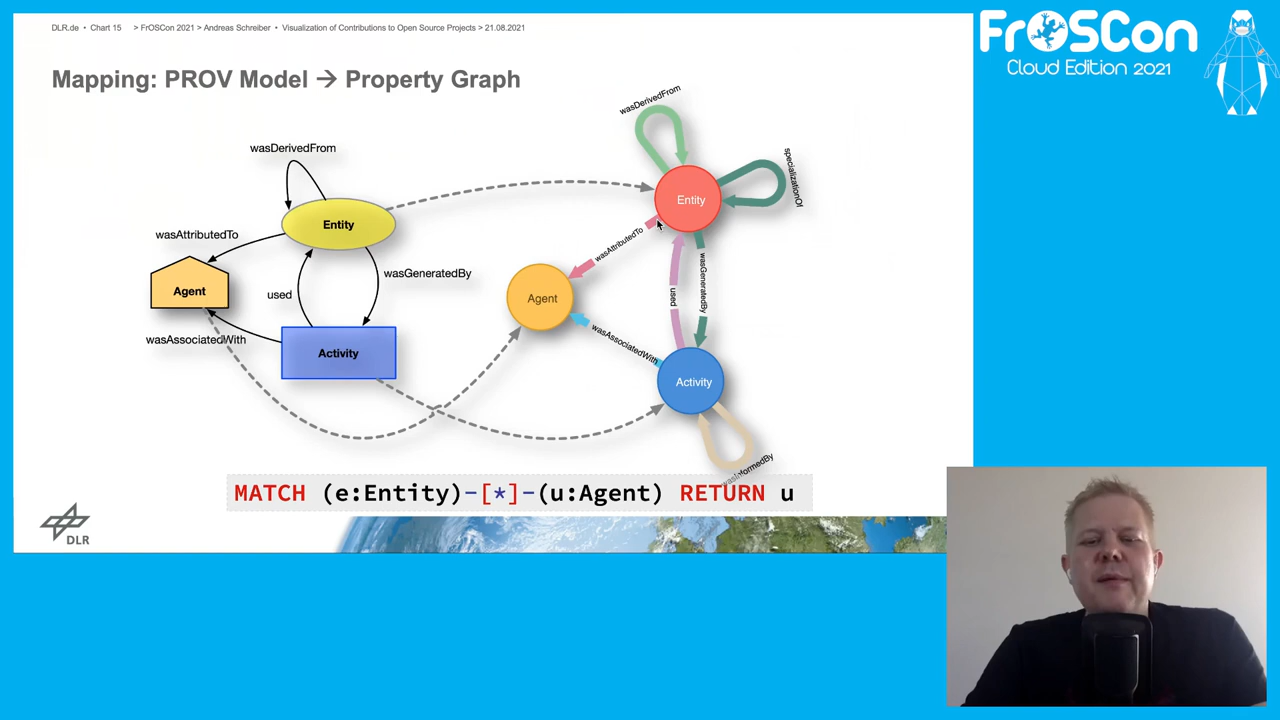 DLR.de • Chart 15 > FrOSCon 2021 > Andreas Schreiber • Visualization of Contributions to Open Source Projects > 21.08.2021
FrOSCon
Cloud Edition 2021
Mapping: PROV Model → Property Graph
wasDerivedFrom
Entity
wasAttributedTo
wasGeneratedBy
used
Agent
wasAssociatedWith
Activity
wasDerivedFrom
specializationOf
Entity
wasAttributedTo
wasGeneratedBy
used
Agent
wasAssociatedWith
Activity
wasInformedBy
MATCH (e:Entity)-[*]-(u:Agent) RETURN u
DLR